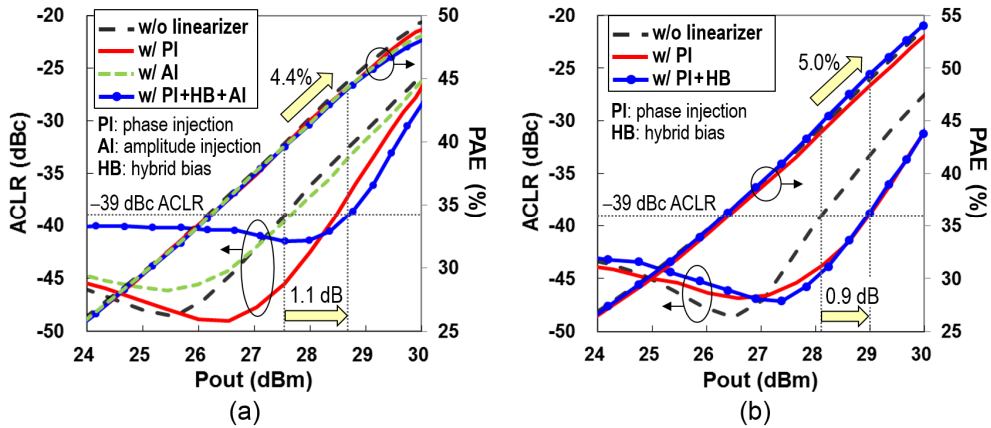 (a)
w/o linearizer
w/ PI
w/ AI
w/ PI+HB+AI
PI: phase injection
AI: amplitude injection
HB: hybrid bias
4.4%
–39 dBc ACLR
1.1 dB
ACLR (dBc)
-20
-25
-30
-35
-40
-45
-50
PAE (%)
50
45
40
35
30
25
24 25 26 27 28 29 30
Pout (dBm)
(a)
(b)
w/o linearizer
w/ PI
w/ PI+HB
PI: phase injection
HB: hybrid bias
5.0%
–39 dBc ACLR
0.9 dB
ACLR (dBc)
-20
-25
-30
-35
-40
-45
-50
PAE (%)
55
50
45
40
35
30
25
24 25 26 27 28 29 30
Pout (dBm)
(b)